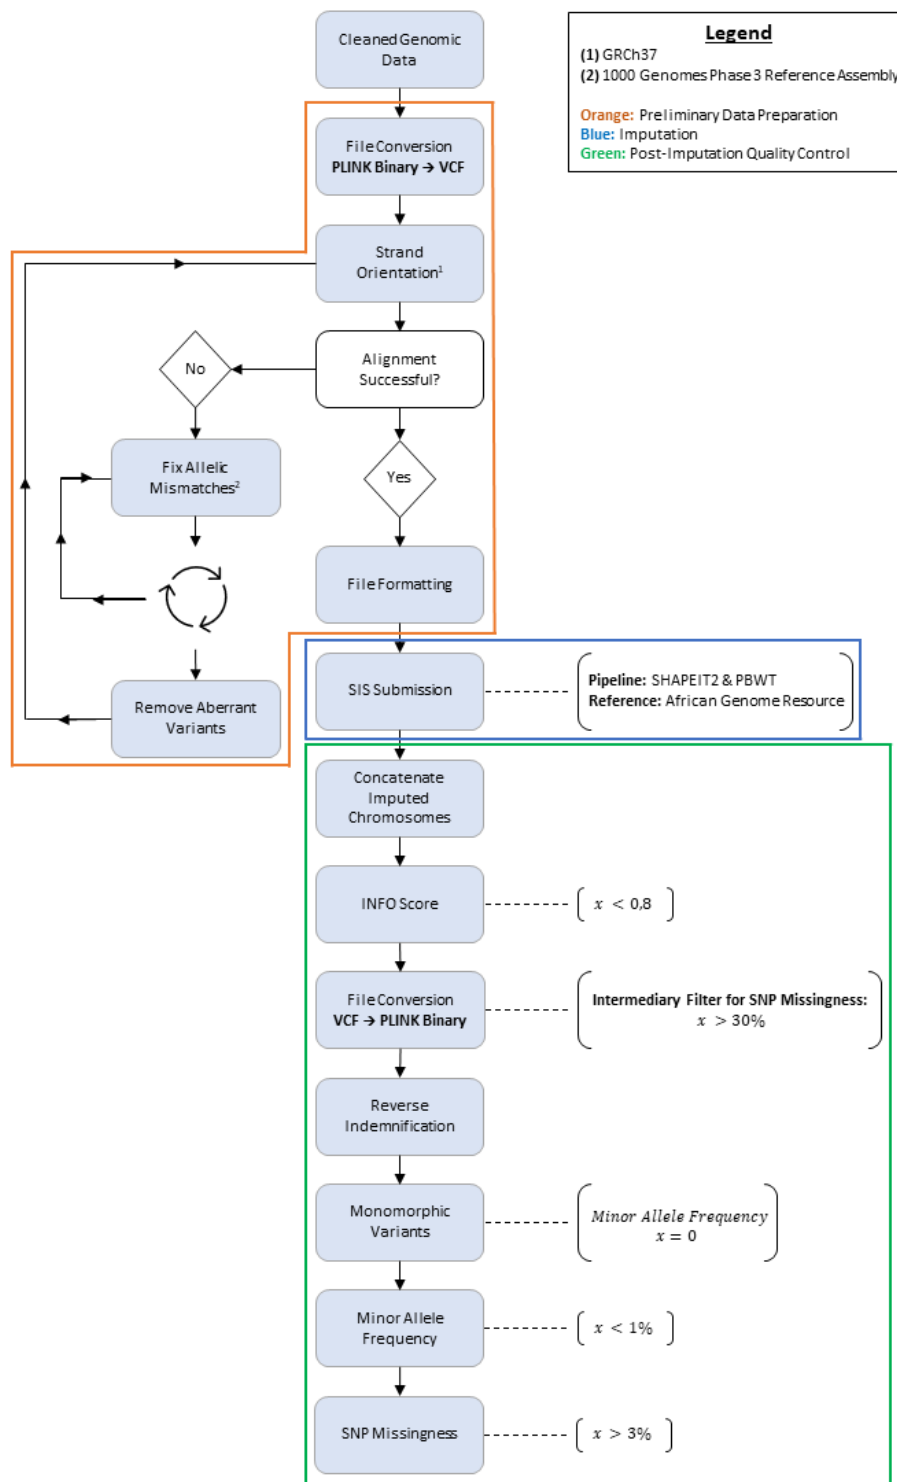 Cleaned Genomic
Data
Legend
(1) GRCh37
(2) 1000 Genomes Phase 3 Reference Assembly
Orange: Preliminary Data Preparation
Blue: Imputation
Green: Post-Imputation Quality Control
File Conversion
PLINK Binary → VCF
Strand
Orientation¹
Alignment
Successful?
No
Yes
Fix Allelic
Mismatches²
File Formatting
Remove Aberrant
Variants
SIS Submission
Pipeline: SHAPEIT2 & PBWT
Reference: African Genome Resource
Concatenate
Imputed
Chromosomes
INFO Score
x < 0,8
File Conversion
VCF → PLINK Binary
Intermediary Filter for SNP Missingness:
x > 30%
Reverse
Indemnification
Monomorphic
Variants
Minor Allele Frequency
x = 0
Minor Allele
Frequency
x < 1%
SNP Missingness
x > 3%